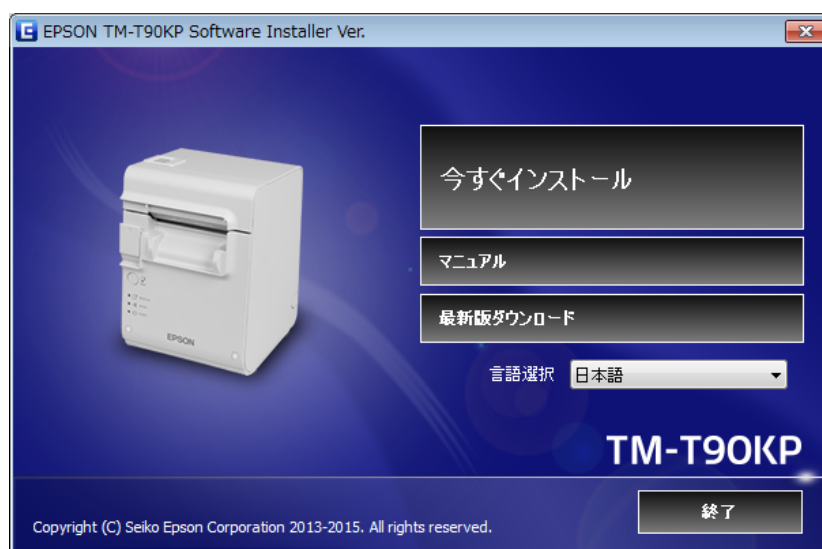 EPSON TM-T90KP Software Installer Ver.
今すぐインストール
マニュアル
最新版ダウンロード
言語選択 日本語
EPSON
TM-T90KP
終了
Copyright (C) Seiko Epson Corporation 2013-2015. All rights reserved.